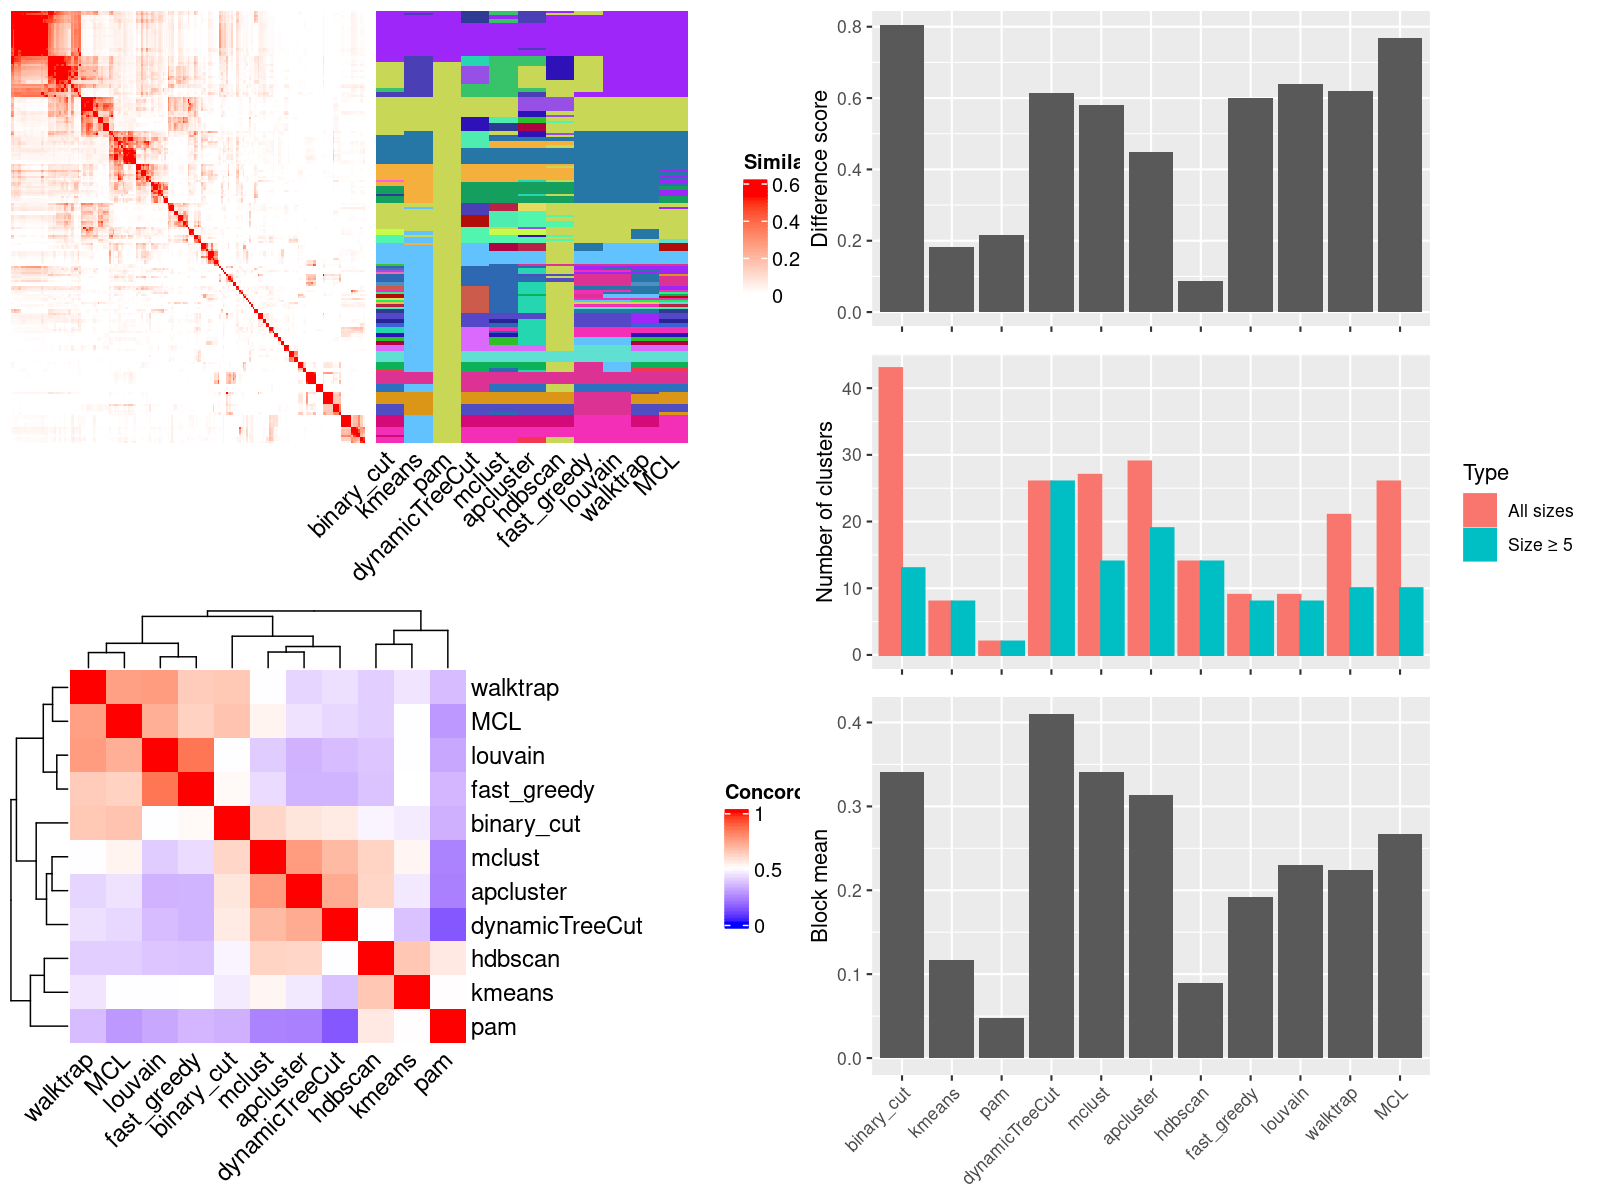 Simila
0.6
0.4
0.2
0
binary_cut
kmeans
pam
dynamicTreeCut
mclust
apcluster
hdbscan
fast_greedy
louvain
walktrap
MCL
walktrap
MCL
louvain
fast_greedy
binary_cut
mclust
apcluster
dynamicTreeCut
hdbscan
kmeans
pam
walktrap
MCL
louvain
fast_greedy
binary_cut
mclust
apcluster
dynamicTreeCut
hdbscan
kmeans
pam
Concord
1
0.5
0
Difference score
0.8
0.6
0.4
0.2
0.0
Number of clusters
40
30
20
10
0
Type
All sizes
Size ≥ 5
Block mean
0.4
0.3
0.2
0.1
0.0
binary_cut
kmeans
pam
dynamicTreeCut
mclust
apcluster
hdbscan
fast_greedy
louvain
walktrap
MCL